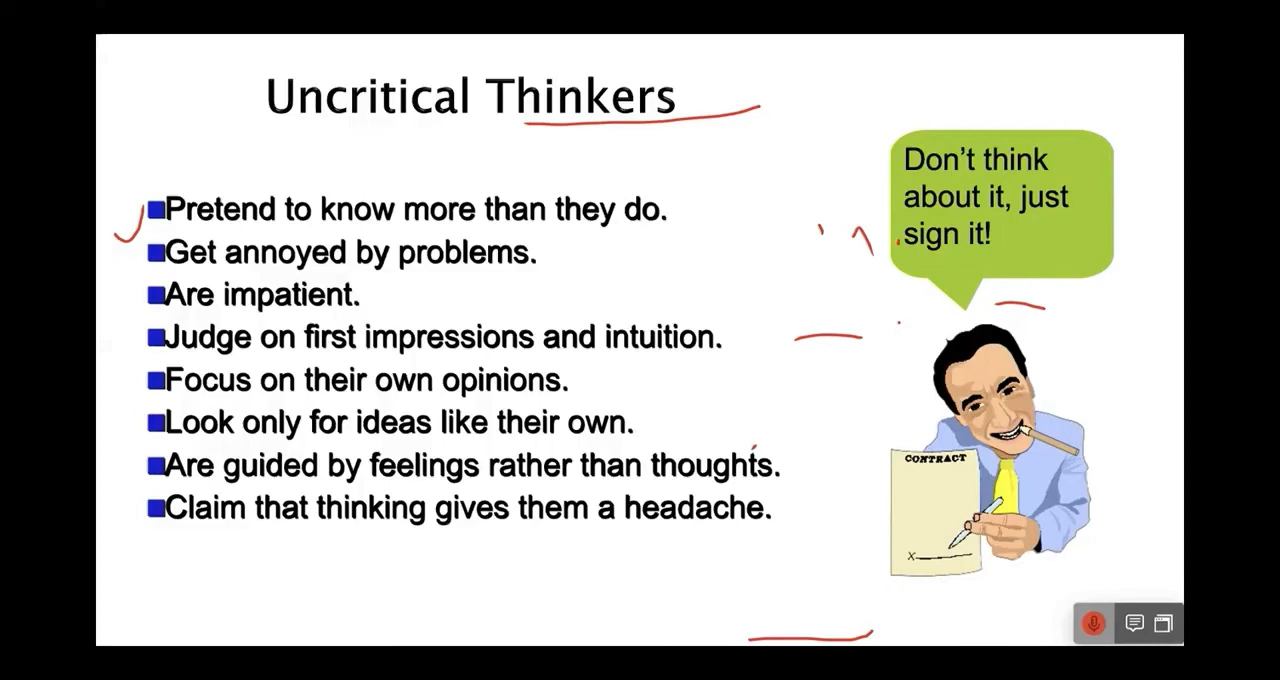 Uncritical Thinkers
Pretend to know more than they do.
Get annoyed by problems.
Are impatient.
Judge on first impressions and intuition.
Focus on their own opinions.
Look only for ideas like their own.
Are guided by feelings rather than thoughts.
Claim that thinking gives them a headache.
Don't think
about it, just
sign it!
CONTRACT
X